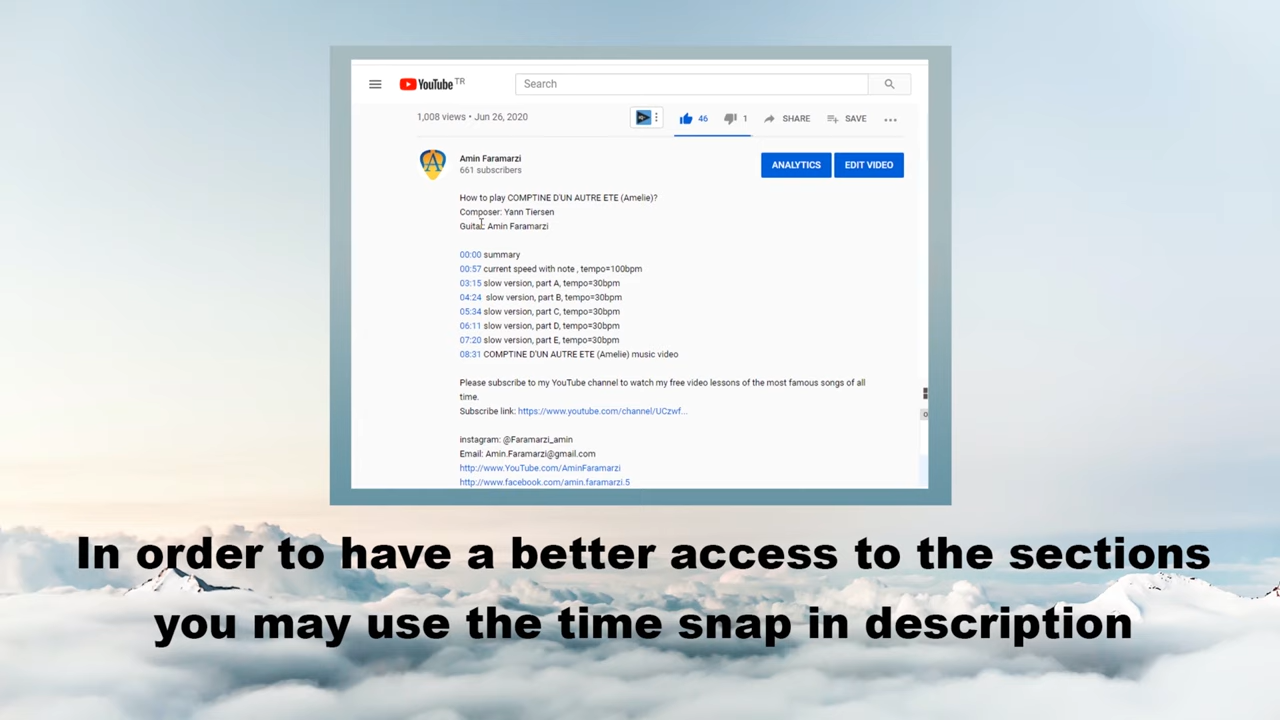 YouTube TR
Search
1,008 views • Jun 26, 2020
46
1
SHARE
SAVE
Amin Faramarzi
661 subscribers
ANALYTICS
EDIT VIDEO
How to play COMPTINE D'UN AUTRE ETE (Amelie)?
Composer: Yann Tiersen
Guitar: Amin Faramarzi
00:00 summary
00:57 current speed with note , tempo=100bpm
03:15 slow version, part A, tempo=30bpm
04:24 slow version, part B, tempo=30bpm
05:34 slow version, part C, tempo=30bpm
06:11 slow version, part D, tempo=30bpm
07:20 slow version, part E, tempo=30bpm
08:31 COMPTINE D'UN AUTRE ETE (Amelie) music video
Please subscribe to my YouTube channel to watch my free video lessons of the most famous songs of all
time.
Subscribe link: https://www.youtube.com/channel/UCzwf...
instagram: @Faramarzi_amin
Email: Amin.Faramarzi@gmail.com
http://www.YouTube.com/AminFaramarzi
http://www.facebook.com/amin.faramarzi.5
In order to have a better access to the sections
you may use the time snap in description